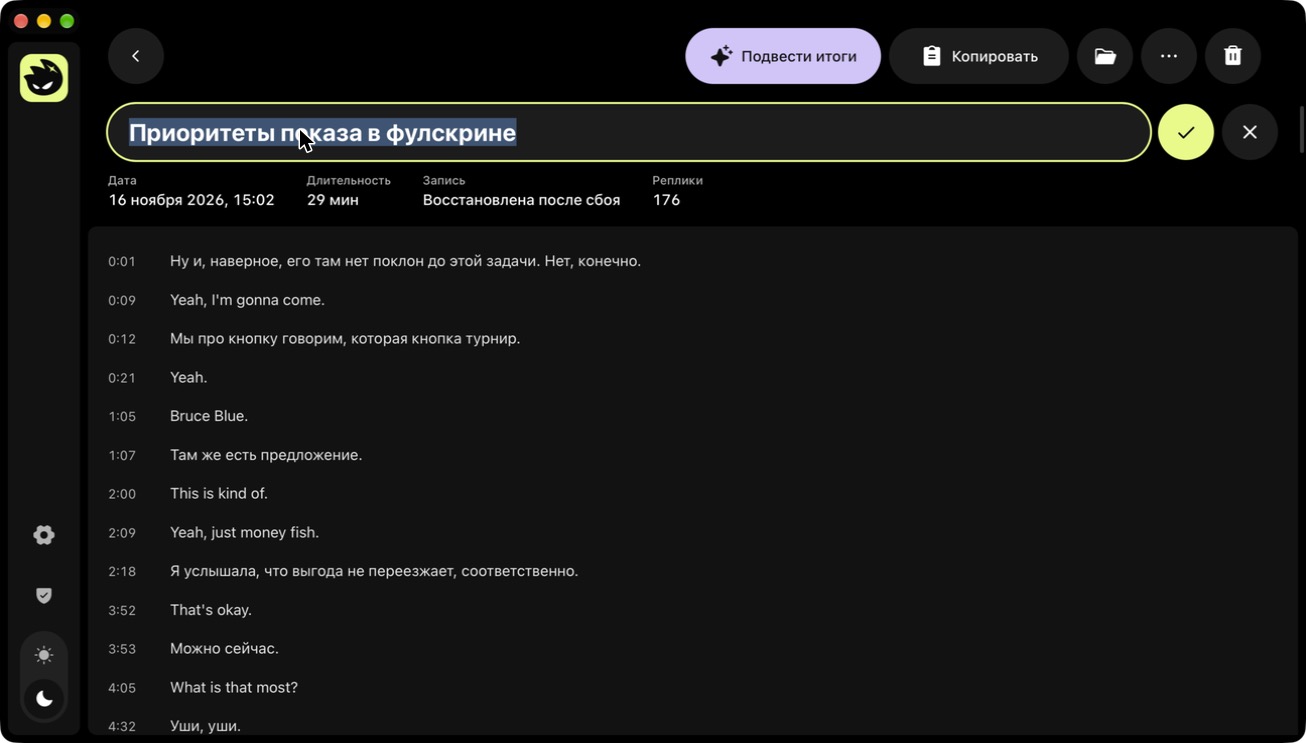 Подвести итоги
Копировать
Приоритеты показа в фулскрине
Дата
Длительность
Запись
Реплики
16 ноября 2026, 15:02
29 мин
Восстановлена после сбоя
176
0:01 Ну и, наверное, его там нет поклон до этой задачи. Нет, конечно.
0:09 Yeah, I'm gonna come.
0:12 Мы про кнопку говорим, которая кнопка турнир.
0:21 Yeah.
1:05 Bruce Blue.
1:07 Там же есть предложение.
2:00 This is kind of.
2:09 Yeah, just money fish.
2:18 Я услышала, что выгода не переезжает, соответственно.
3:52 That's okay.
3:53 Можно сейчас.
4:05 What is that most?
4:32 Уши, уши.